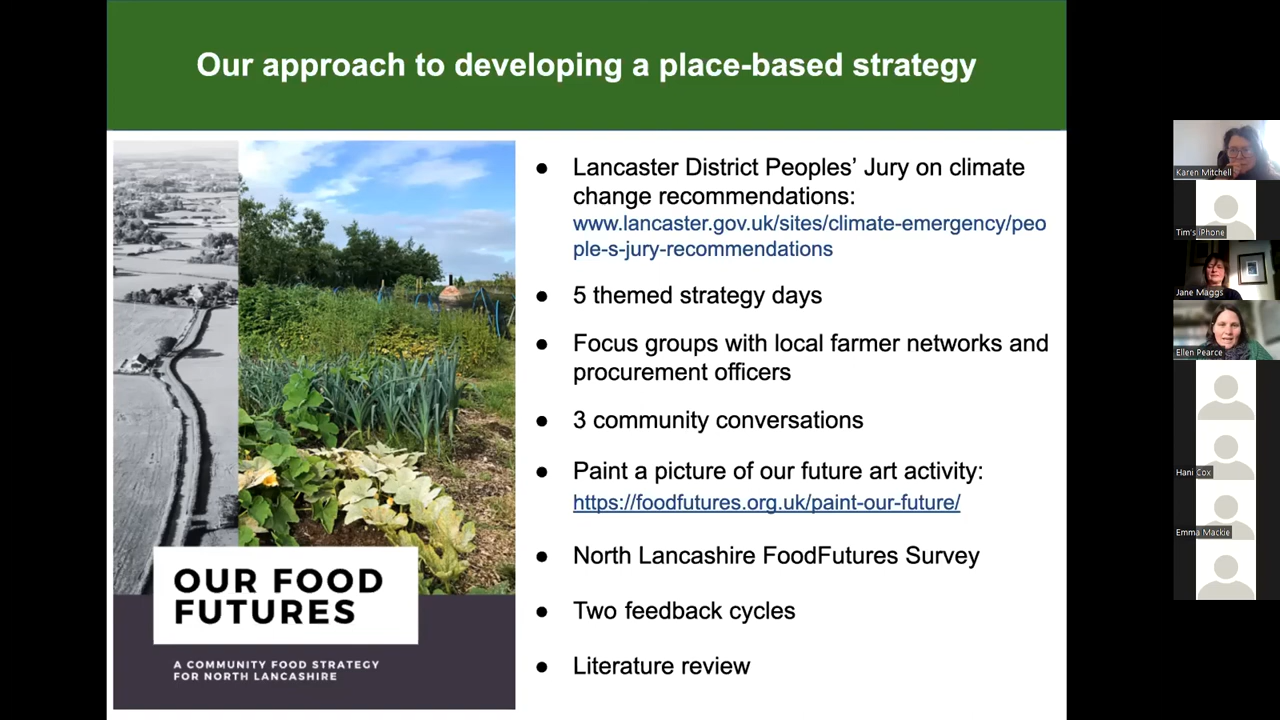 Our approach to developing a place-based strategy
● Lancaster District Peoples’ Jury on climate
change recommendations:
www.lancaster.gov.uk/sites/climate-emergency/peo
ple-s-jury-recommendations
● 5 themed strategy days
● Focus groups with local farmer networks and
procurement officers
● 3 community conversations
● Paint a picture of our future art activity:
https://foodfutures.org.uk/paint-our-future/
● North Lancashire FoodFutures Survey
● Two feedback cycles
● Literature review
OUR FOOD
FUTURES
A COMMUNITY FOOD STRATEGY
FOR NORTH LANCASHIRE
Karen Mitchell
Tim's iPhone
Jane Maggs
Ellen Pearce
Hani Cox
Emma Mackie